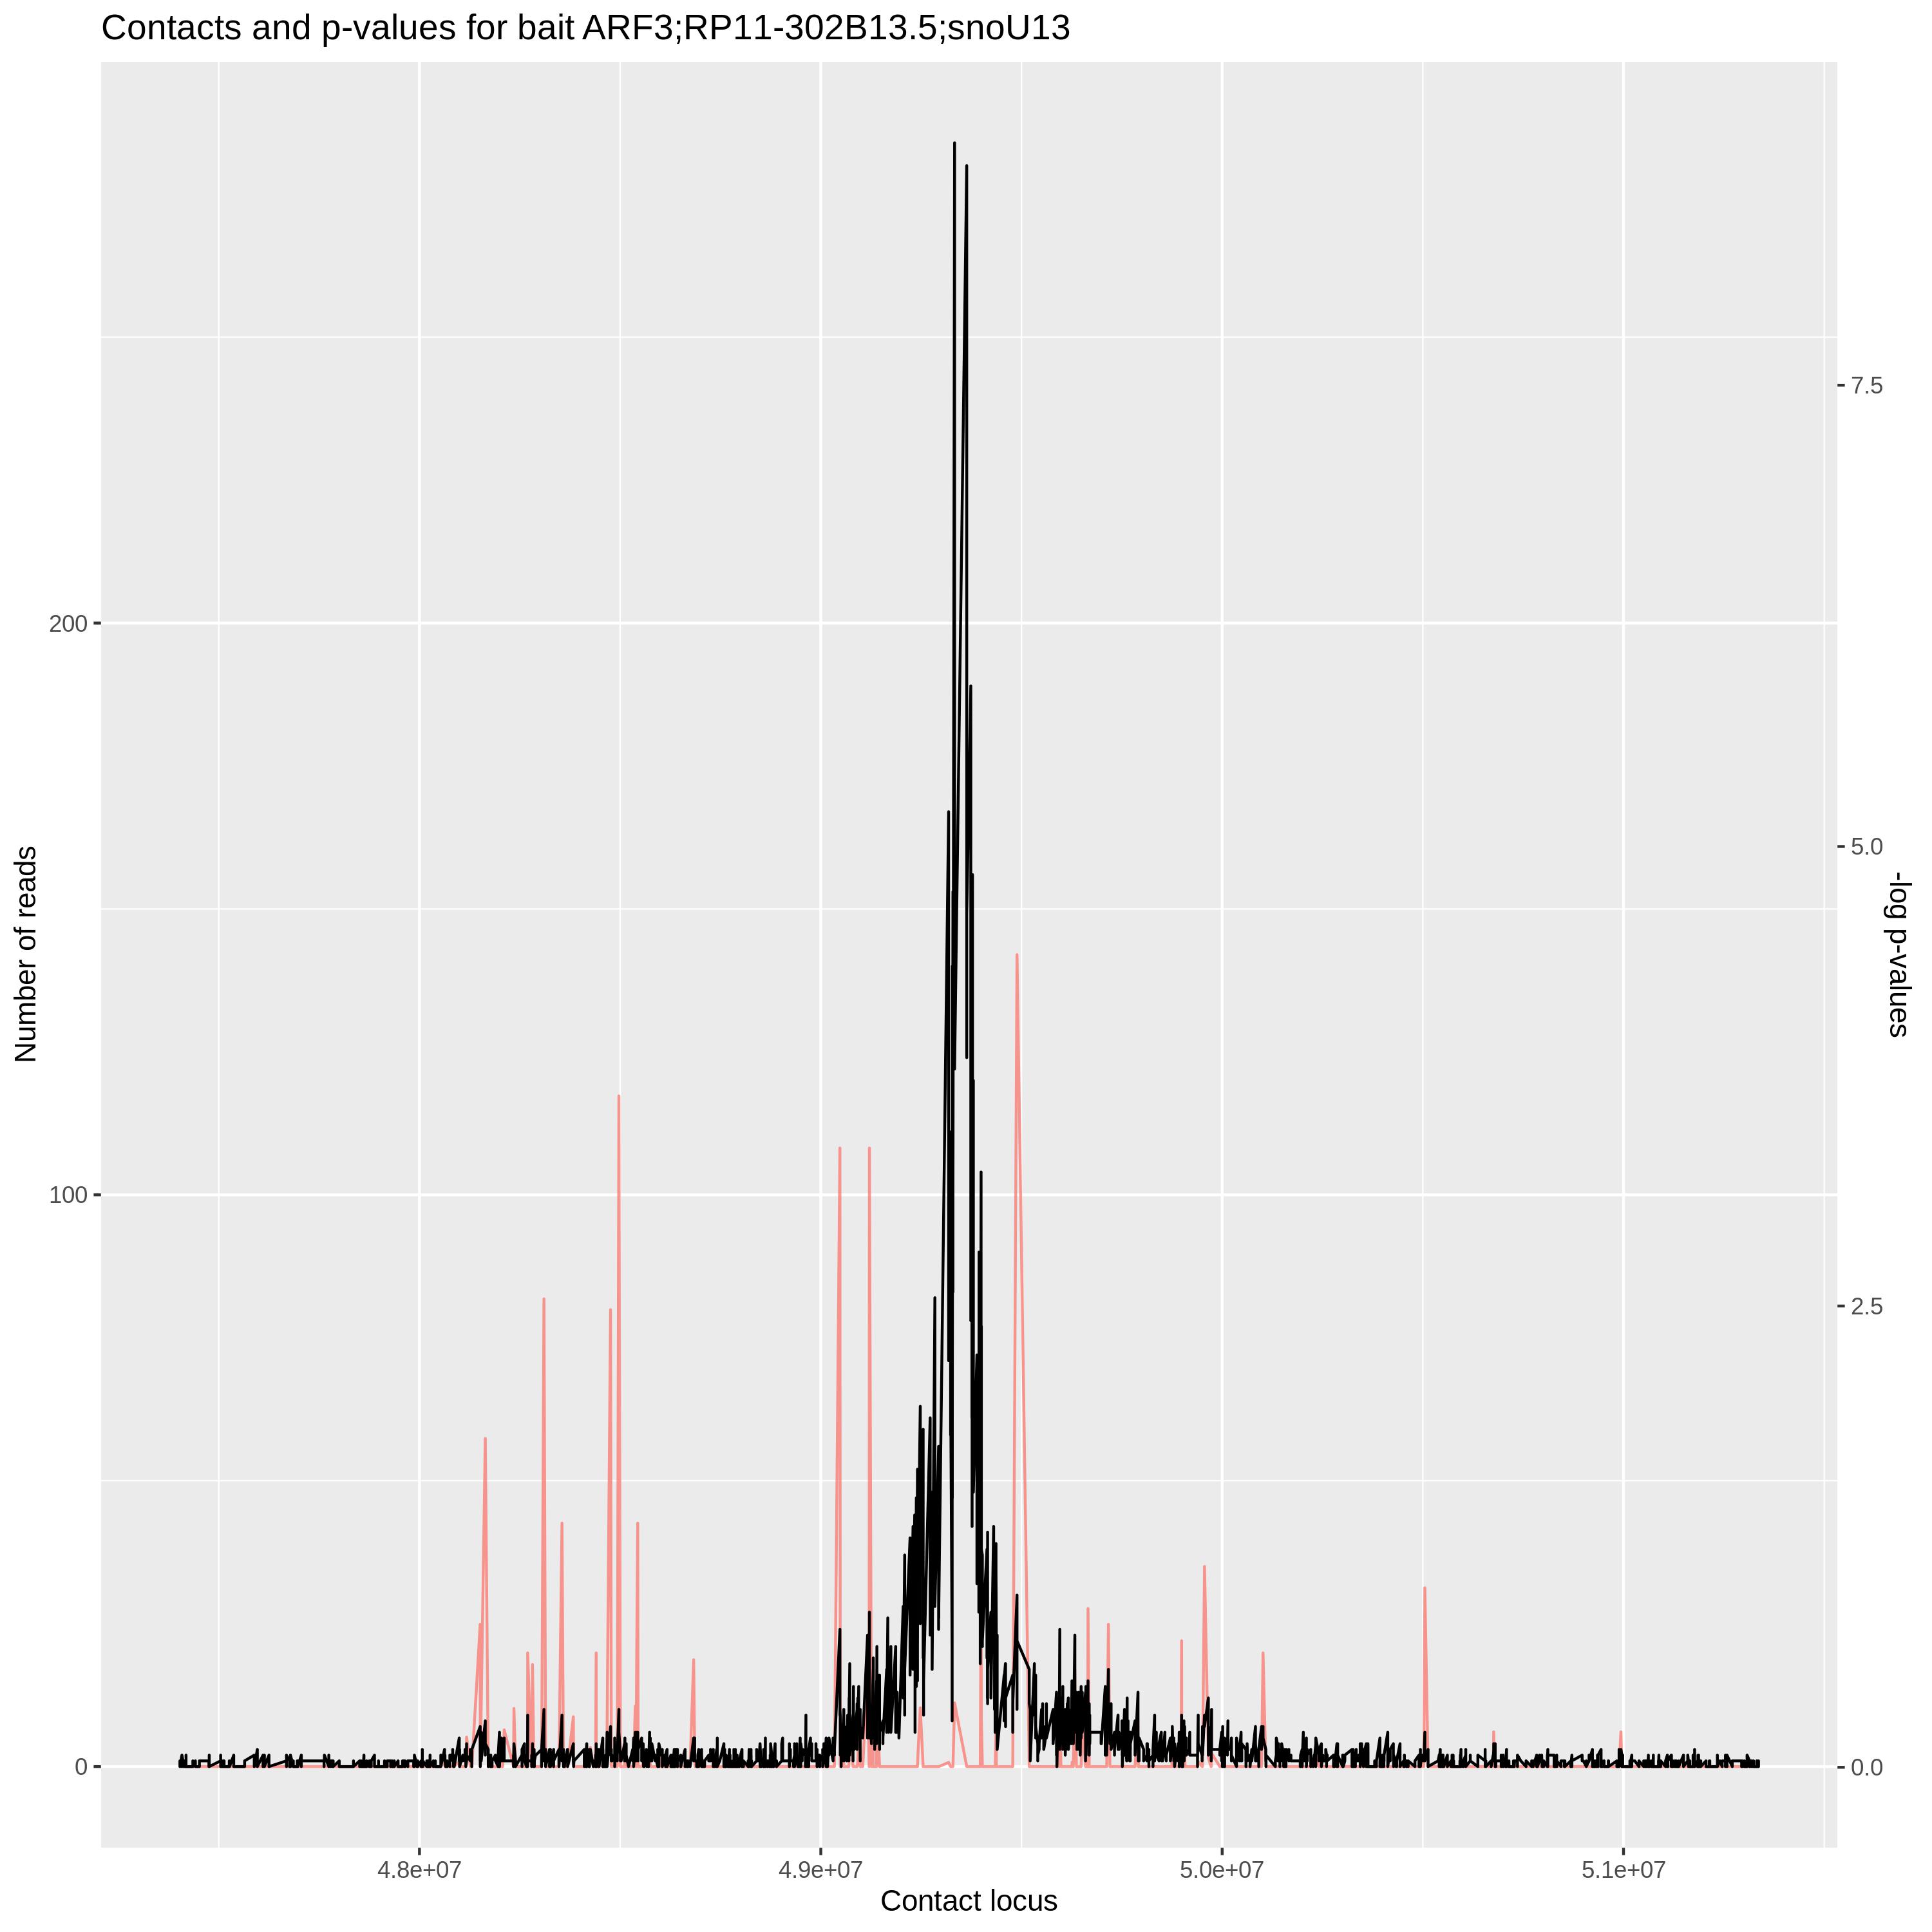 Contacts and p-values for bait ARF3;RP11-302B13.5;snoU13
Number of reads
200
100
0
7.5
5.0
2.5
0.0
-log p-values
4.8e+07 4.9e+07 5.0e+07 5.1e+07
Contact locus